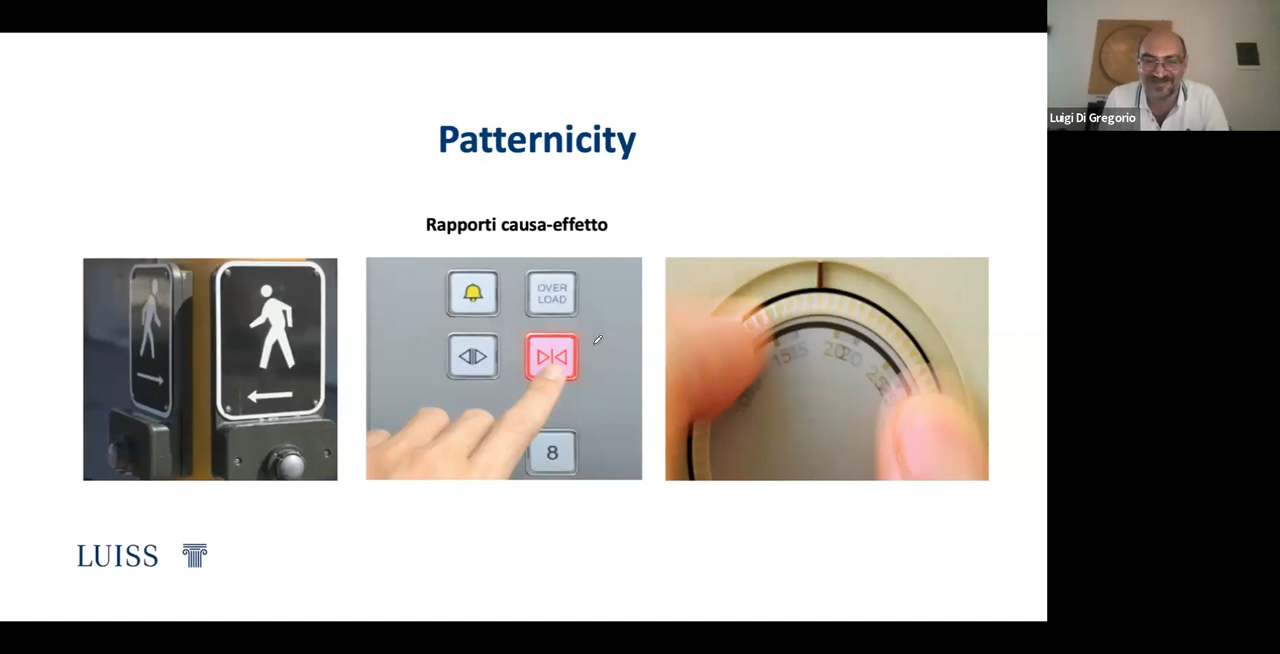 Patternicity
Rapporti causa-effetto
OVER
LOAD
8
LUISS
Luigi Di Gregorio